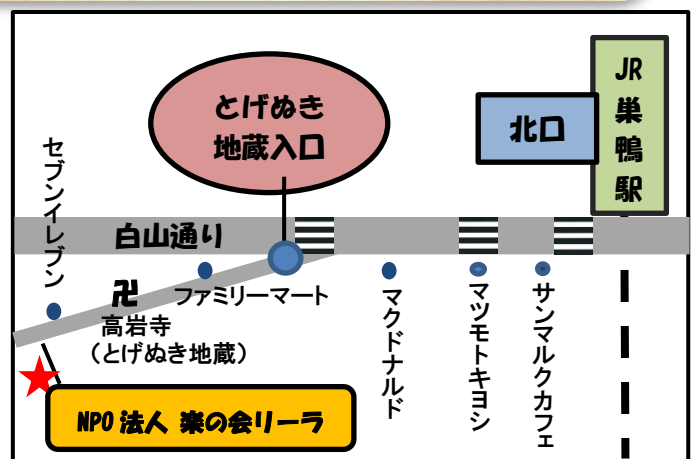 JR
巣
鴨
駅
北口
とげぬき
地蔵入口
セブンイレブン
白山通り
卍
ファミリーマート
高岩寺
（とげぬき地蔵）
マクドナルド
マツモトキヨシ
サンマルクカフェ
NPO 法人 楽の会リーラ